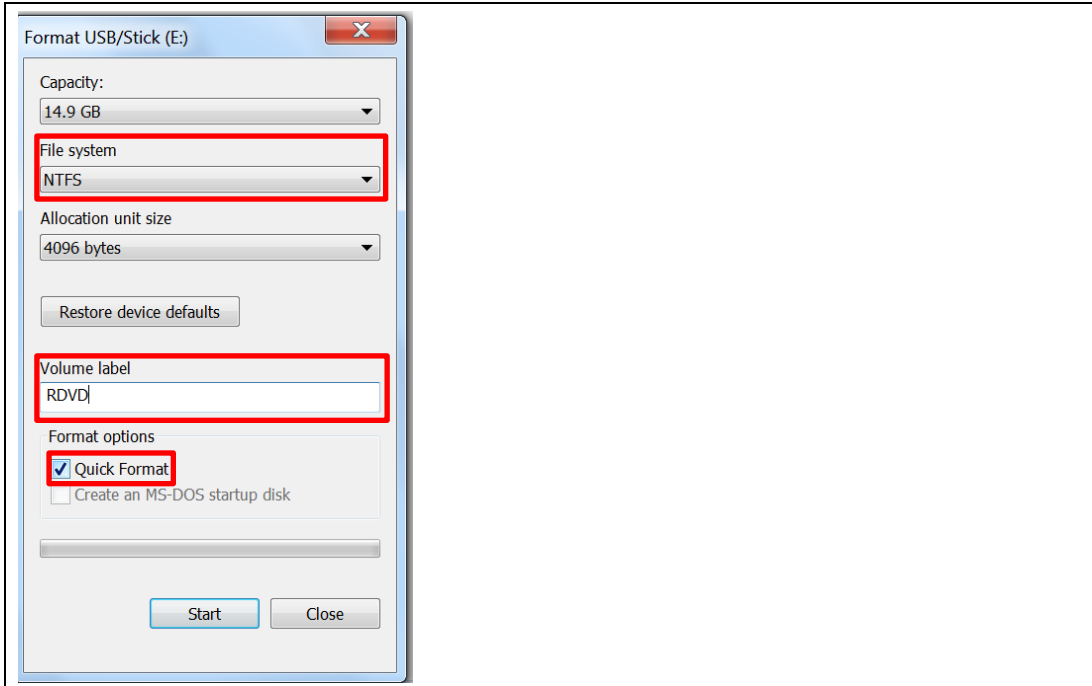 Format USB/Stick (E:)
X
Capacity:
14.9 GB
File system
NTFS
Allocation unit size
4096 bytes
Restore device defaults
Volume label
RDVD
Format options
Quick Format
Create an MS-DOS startup disk
Start Close